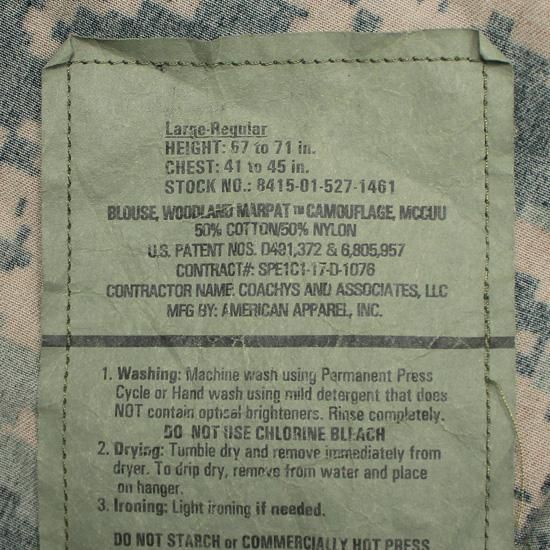 Large-Regular
HEIGHT: 67 to 71 in.
CHEST: 41 to 45 in.
STOCK NO.: 8415-01-527-1461
BLOUSE, WOODLAND MARPAT™ CAMOUFLAGE, MCCUU
50% COTTON/50% NYLON
U.S. PATENT NOS. D491,372 & 6,805,957
CONTRACT#: SPE1C1-17-D-1076
CONTRACTOR NAME: COACHYS AND ASSOCIATES, LLC
MFG BY: AMERICAN APPAREL, INC.
1. Washing: Machine wash using Permanent Press
Cycle or Hand wash using mild detergent that does
NOT contain optical brighteners. Rinse completely.
DO NOT USE CHLORINE BLEACH
2. Drying: Tumble dry and remove immediately from
dryer. To drip dry, remove from water and place
on hanger.
3. Ironing: Light ironing if needed.
DO NOT STARCH or COMMERCIALLY HOT PRESS